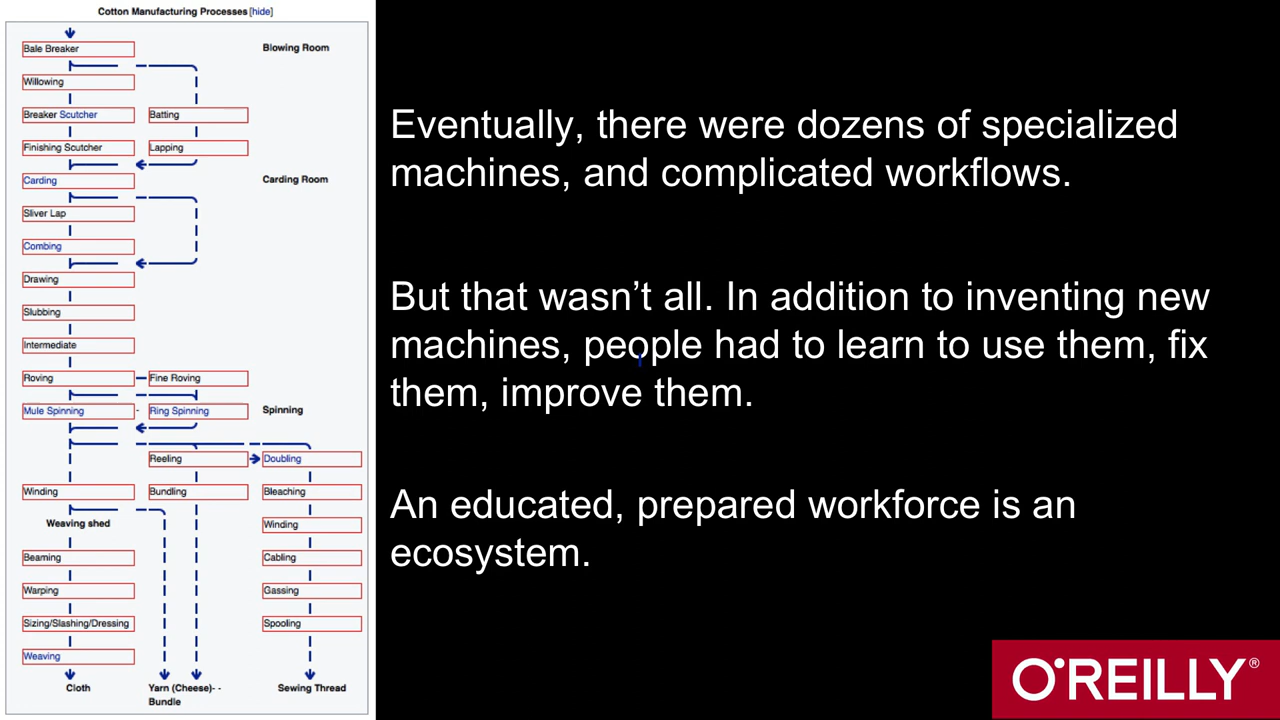 Cotton Manufacturing Processes [hide]
Bale Breaker
Blowing Room
Willowing
Breaker Scutcher
Batting
Finishing Scutcher
Lapping
Carding
Carding Room
Sliver Lap
Combing
Drawing
Slubbing
Intermediate
Roving
Fine Roving
Mule Spinning
-
Ring Spinning
Spinning
Reeling
Doubling
Winding
Bundling
Bleaching
Weaving shed
Winding
Beaming
Cabling
Warping
Gassing
Sizing/Slashing/Dressing
Spooling
Weaving
Cloth
Yarn (Cheese)- -
Bundle
Sewing Thread
Eventually, there were dozens of specialized
machines, and complicated workflows.
But that wasn’t all. In addition to inventing new
machines, people had to learn to use them, fix
them, improve them.
An educated, prepared workforce is an
ecosystem.
O'REILLY®